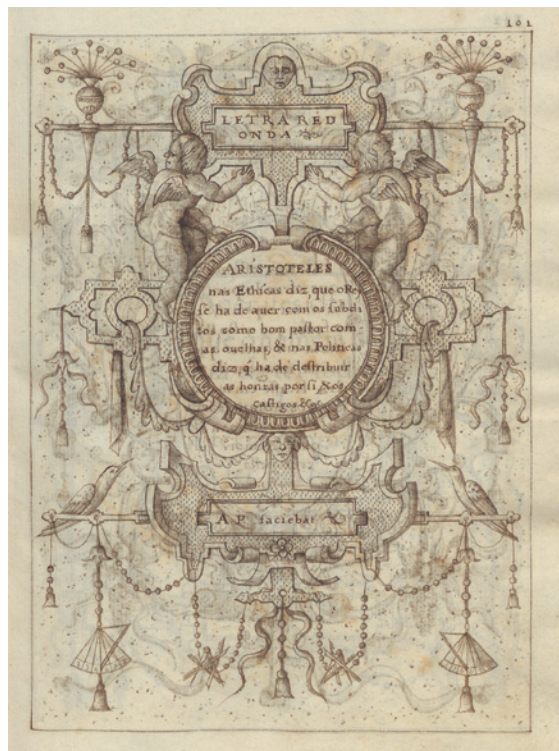 101
LETRA RED
ONDA
ARISTOTELES
nas Ethicas diz que o Rei
se ha de auer com os subdi
tos como bom pastor com
as ouelhas, & nas Politicas
diz, q̃ ha de destribuir
as honras por si & os
castigos &c.
A P faciebat